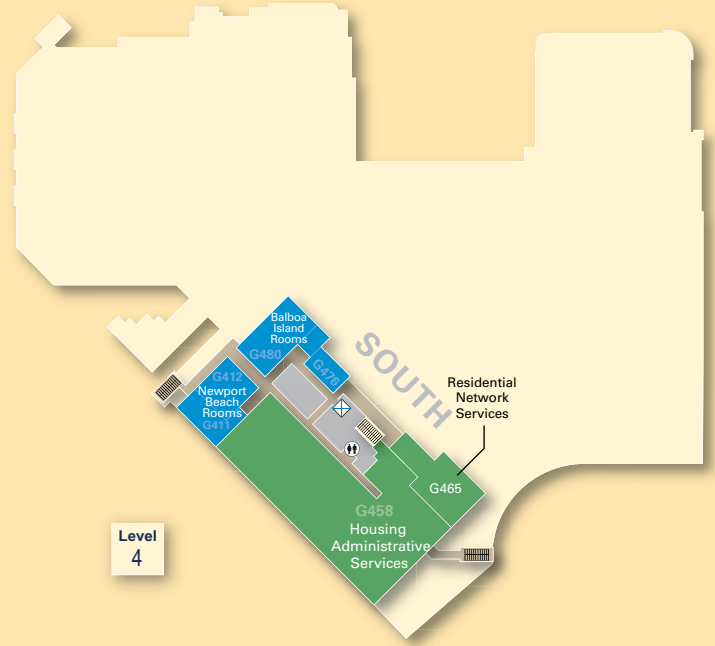 Balboa
Island
Rooms
G480
G476
G412
Newport
Beach
Rooms
G411
SOUTH
Residential
Network
Services
G465
G458
Housing
Administrative
Services
Level
4